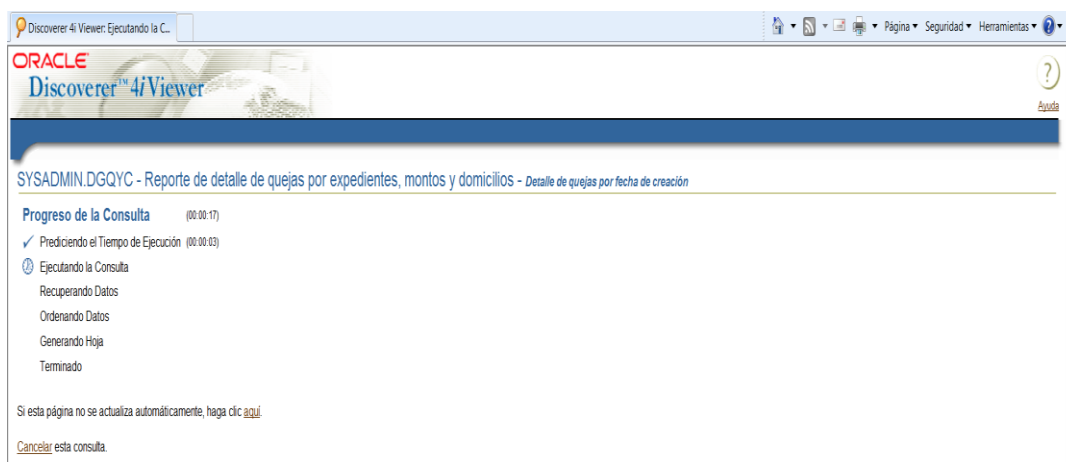 Discoverer 4i Viewer: Ejecutando la C...
Página Seguridad Herramientas
ORACLE
Discoverer™ 4i Viewer
?
Ayuda
SYSADMIN.DGQYC - Reporte de detalle de quejas por expedientes, montos y domicilios - Detalle de quejas por fecha de creación
Progreso de la Consulta (00:00:17)
✓ Prediciendo el Tiempo de Ejecución (00:00:03)
Ejecutando la Consulta
Recuperando Datos
Ordenando Datos
Generando Hoja
Terminado
Si esta página no se actualiza automáticamente, haga clic aquí.
Cancelar esta consulta.